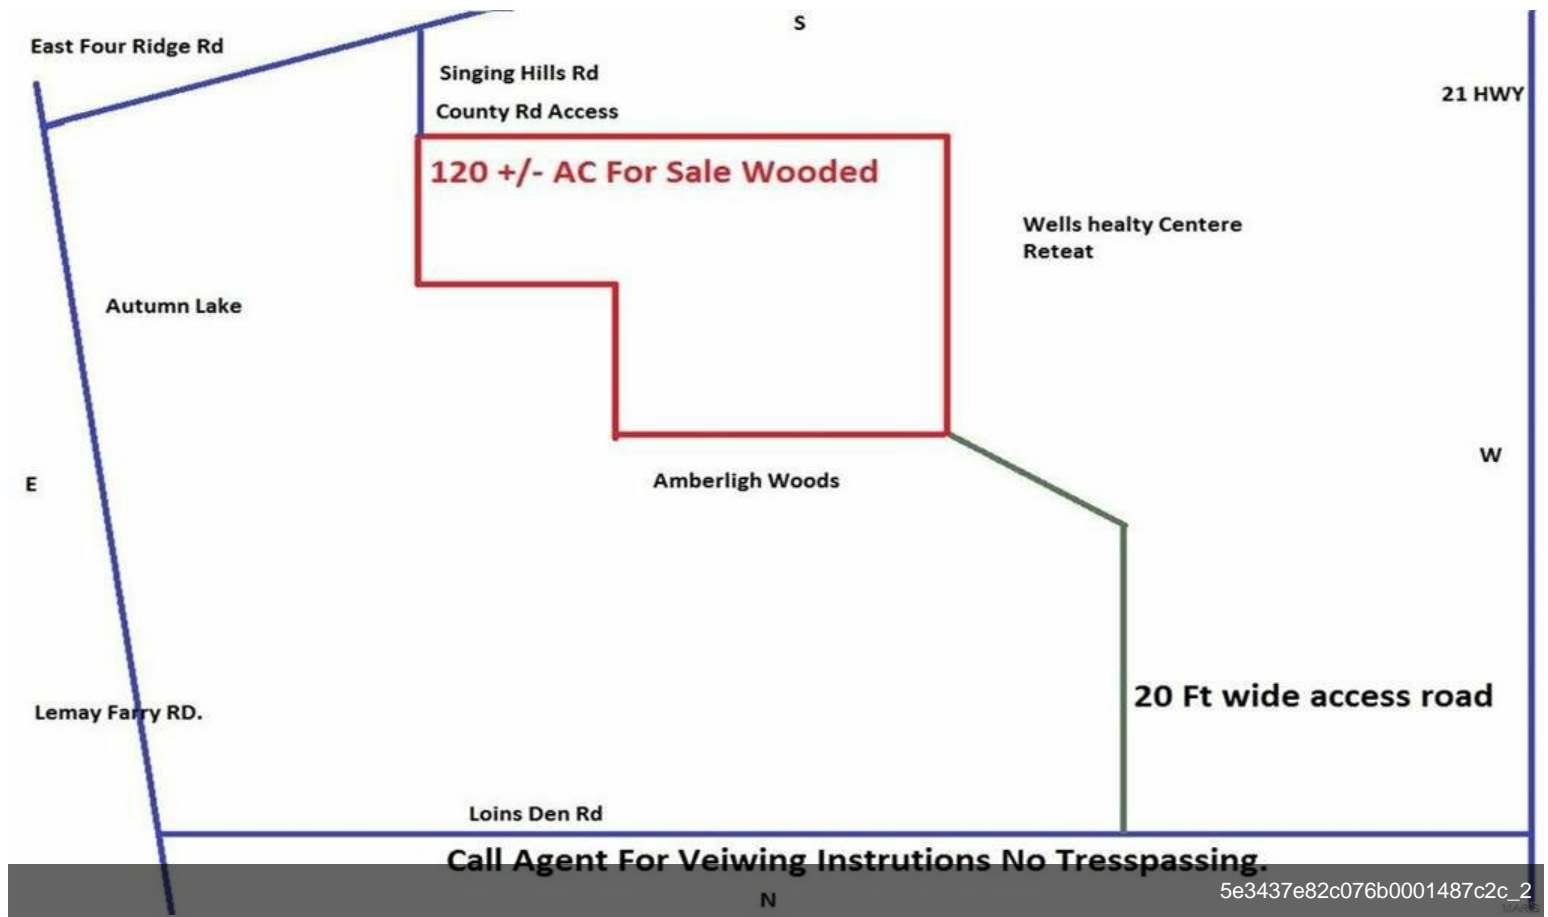 S
East Four Ridge Rd
Singing Hills Rd
21 HWY
County Rd Access
120 +/- AC For Sale Wooded
Wells healty Centere
Reteat
Autumn Lake
W
Amberligh Woods
E
20 Ft wide access road
Lemay Farry RD.
Loins Den Rd
Call Agent For Veiwing Instrutions No Tresspassing.
5e3437e82c076b0001487c2c_2
N
MARIS